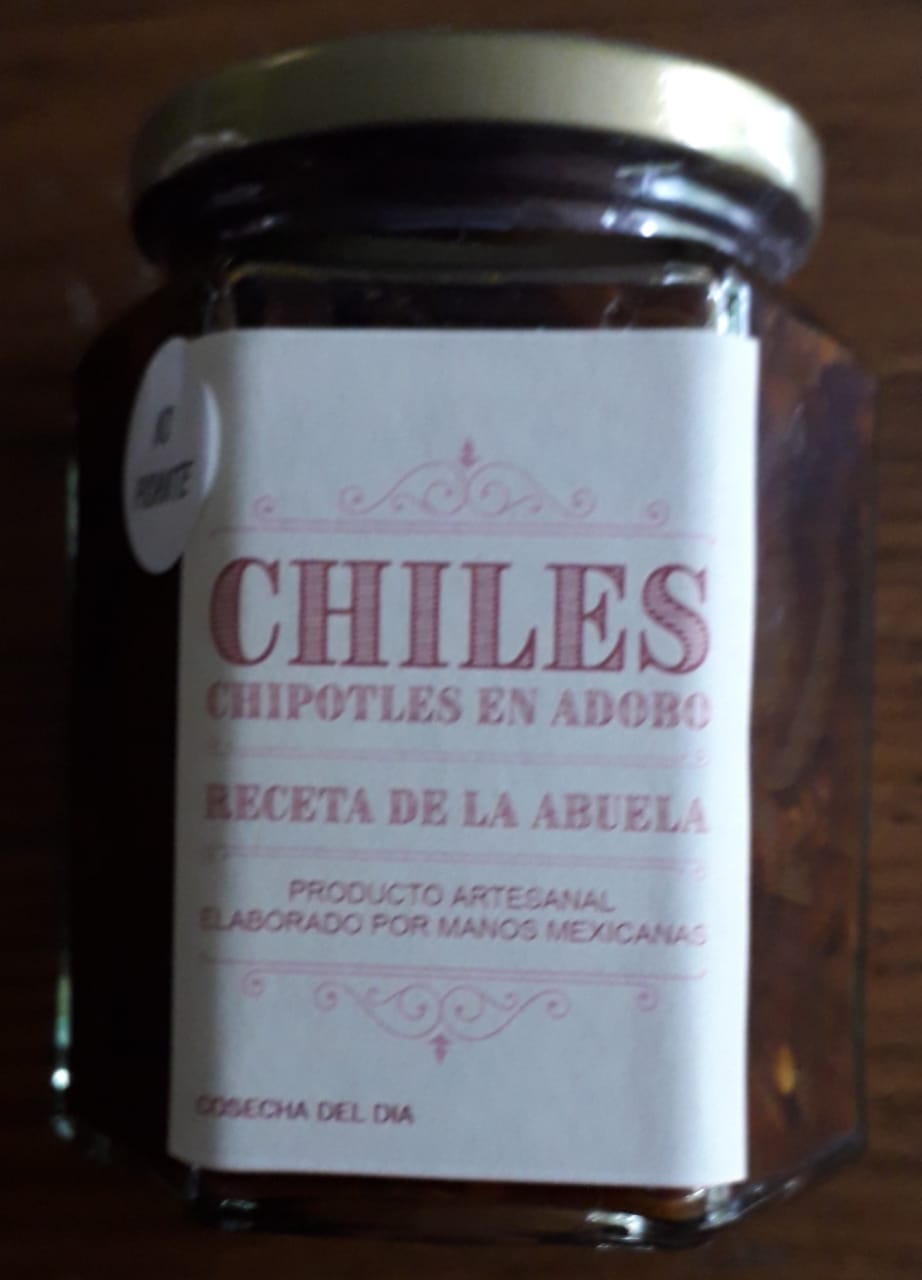 NO
PICANTE
CHILES
CHIPOTLES EN ADOBO
RECETA DE LA ABUELA
PRODUCTO ARTESANAL
ELABORADO POR MANOS MEXICANAS
COSECHA DEL DIA